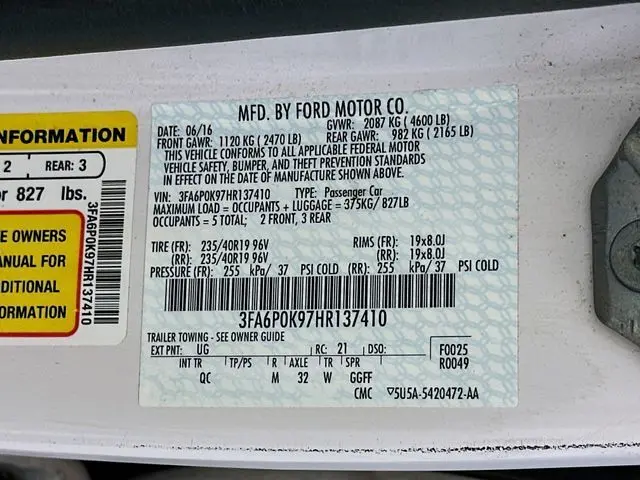 INFORMATION
2 REAR: 3
or 827 lbs.
E OWNERS
ANUAL FOR
DITIONAL
ORMATION
3FA6P0K97HR137410
MFD. BY FORD MOTOR CO.
06/16 GVWR: 2087 KG ( 4600 LB)
FRONT GAWR: 1120 KG ( 2470 LB) REAR GAWR: 982 KG ( 2165 LB)
THIS VEHICLE CONFORMS TO ALL APPLICABLE FEDERAL MOTOR
VEHICLE SAFETY, BUMPER, AND THEFT PREVENTION STANDARDS
IN EFFECT ON THE DATE OF MANUFACTURE SHOWN ABOVE.
VIN: 3FA6P0K97HR137410 TYPE: Passenger Car
MAXIMUM LOAD = OCCUPANTS + LUGGAGE = 375KG/ 827LB
OCCUPANTS = 5 TOTAL; 2 FRONT, 3 REAR
TIRE (FR): 235/40R19 96V RIMS (FR): 19x8.0J
(RR): 235/40R19 96V (RR): 19x8.0J
PRESSURE (FR): 255 kPa/ 37 PSI COLD (RR): 255 kPa/ 37 PSI COLD
3FA6P0K97HR137410
TRAILER TOWING - SEE OWNER GUIDE
EXT PNT: UG RC: 21 DSO: F0025
INT TR TP/PS R AXLE TR SPR R0049
QC M 32 W GGFF
CMC ▽5U5A-5420472-AA